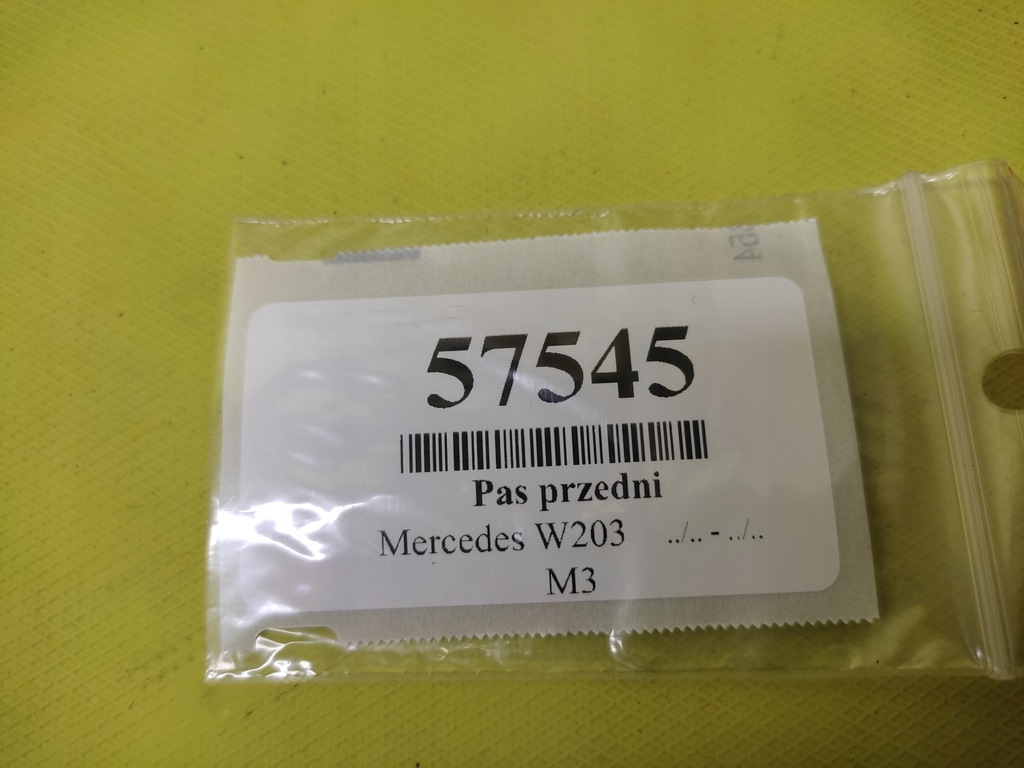 57545
Pas przedni
Mercedes W203 ../.. - ../..
M3